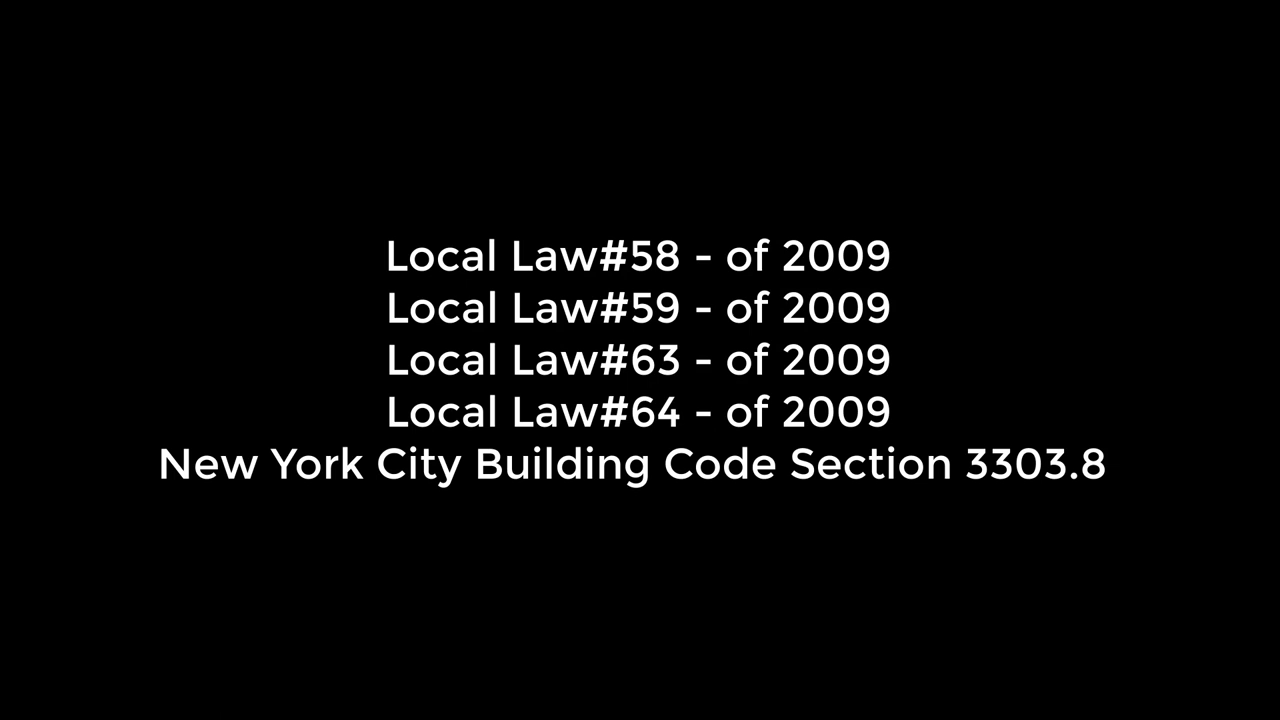 Local Law#58 - of 2009
Local Law#59 - of 2009
Local Law#63 - of 2009
Local Law#64 - of 2009
New York City Building Code Section 3303.8